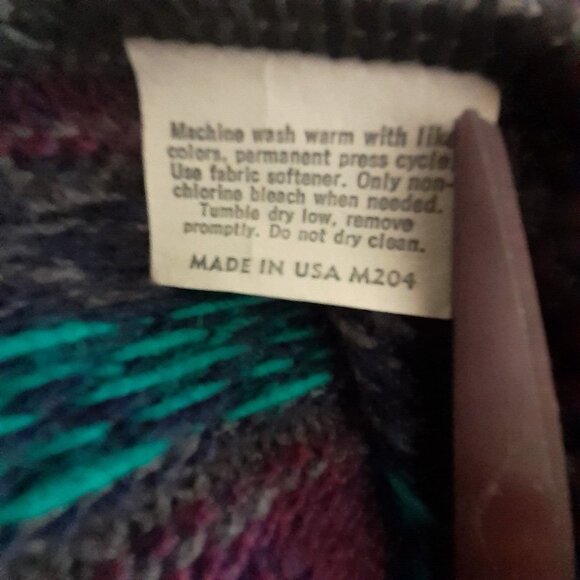 Machine wash warm with like
colors, permanent press cycle.
Use fabric softener. Only non-
chlorine bleach when needed.
Tumble dry low, remove
promptly. Do not dry clean.
MADE IN USA M204